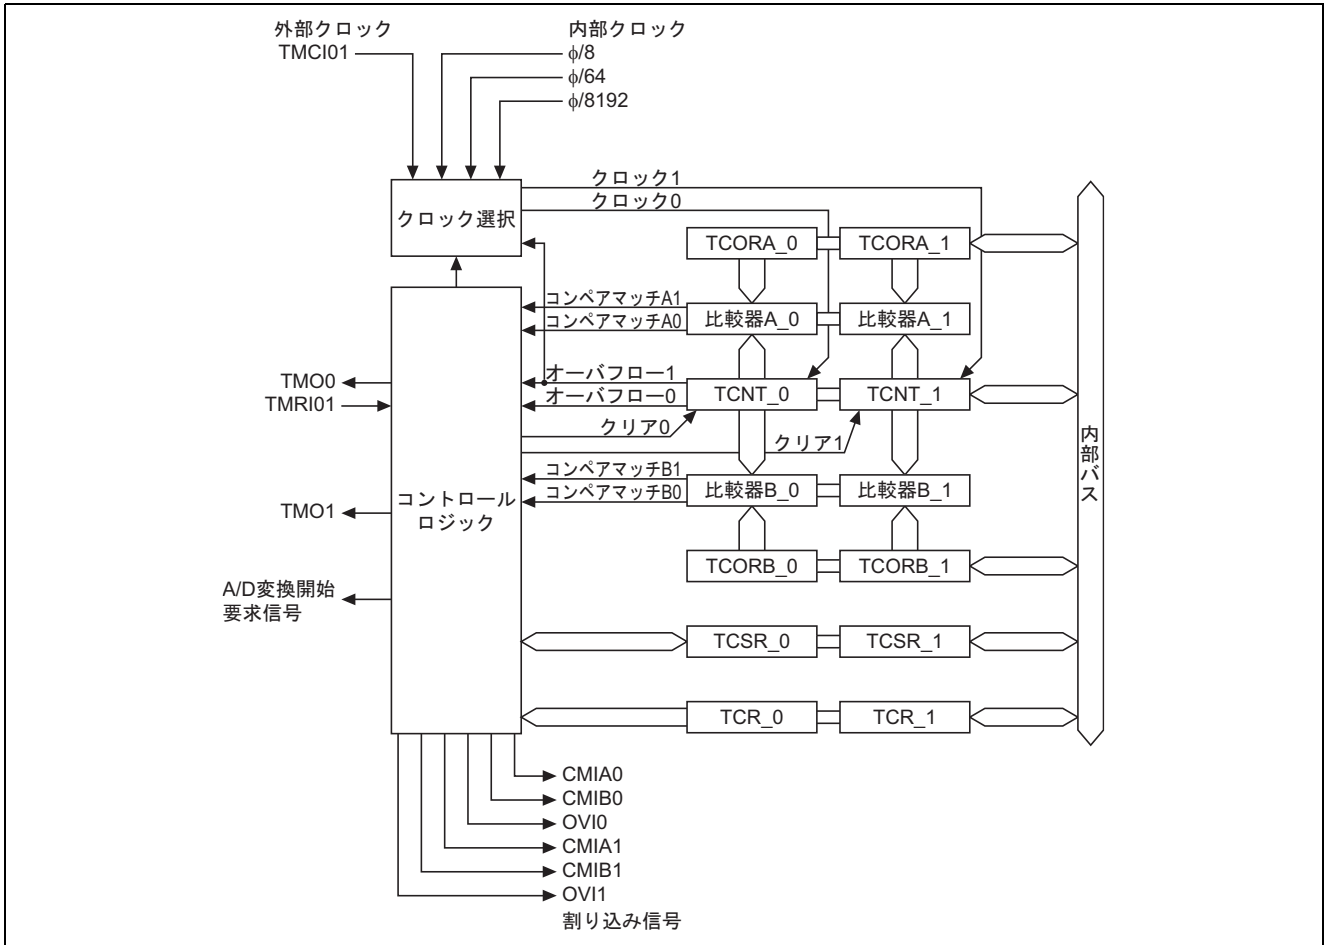 外部クロック
TMCI01
内部クロック
φ/8
φ/64
φ/8192
クロック選択
クロック1
クロック0
TCORA_0
TCORA_1
コンペアマッチA1
コンペアマッチA0
比較器A_0
比較器A_1
TMO0
TMRI01
オーバフロー1
オーバフロー0
TCNT_0
TCNT_1
クリア0
クリア1
コンペアマッチB1
コンペアマッチB0
比較器B_0
比較器B_1
内部バス
コントロール
ロジック
TMO1
TCORB_0
TCORB_1
A/D変換開始
要求信号
TCSR_0
TCSR_1
TCR_0
TCR_1
CMIA0
CMIB0
OVI0
CMIA1
CMIB1
OVI1
割り込み信号